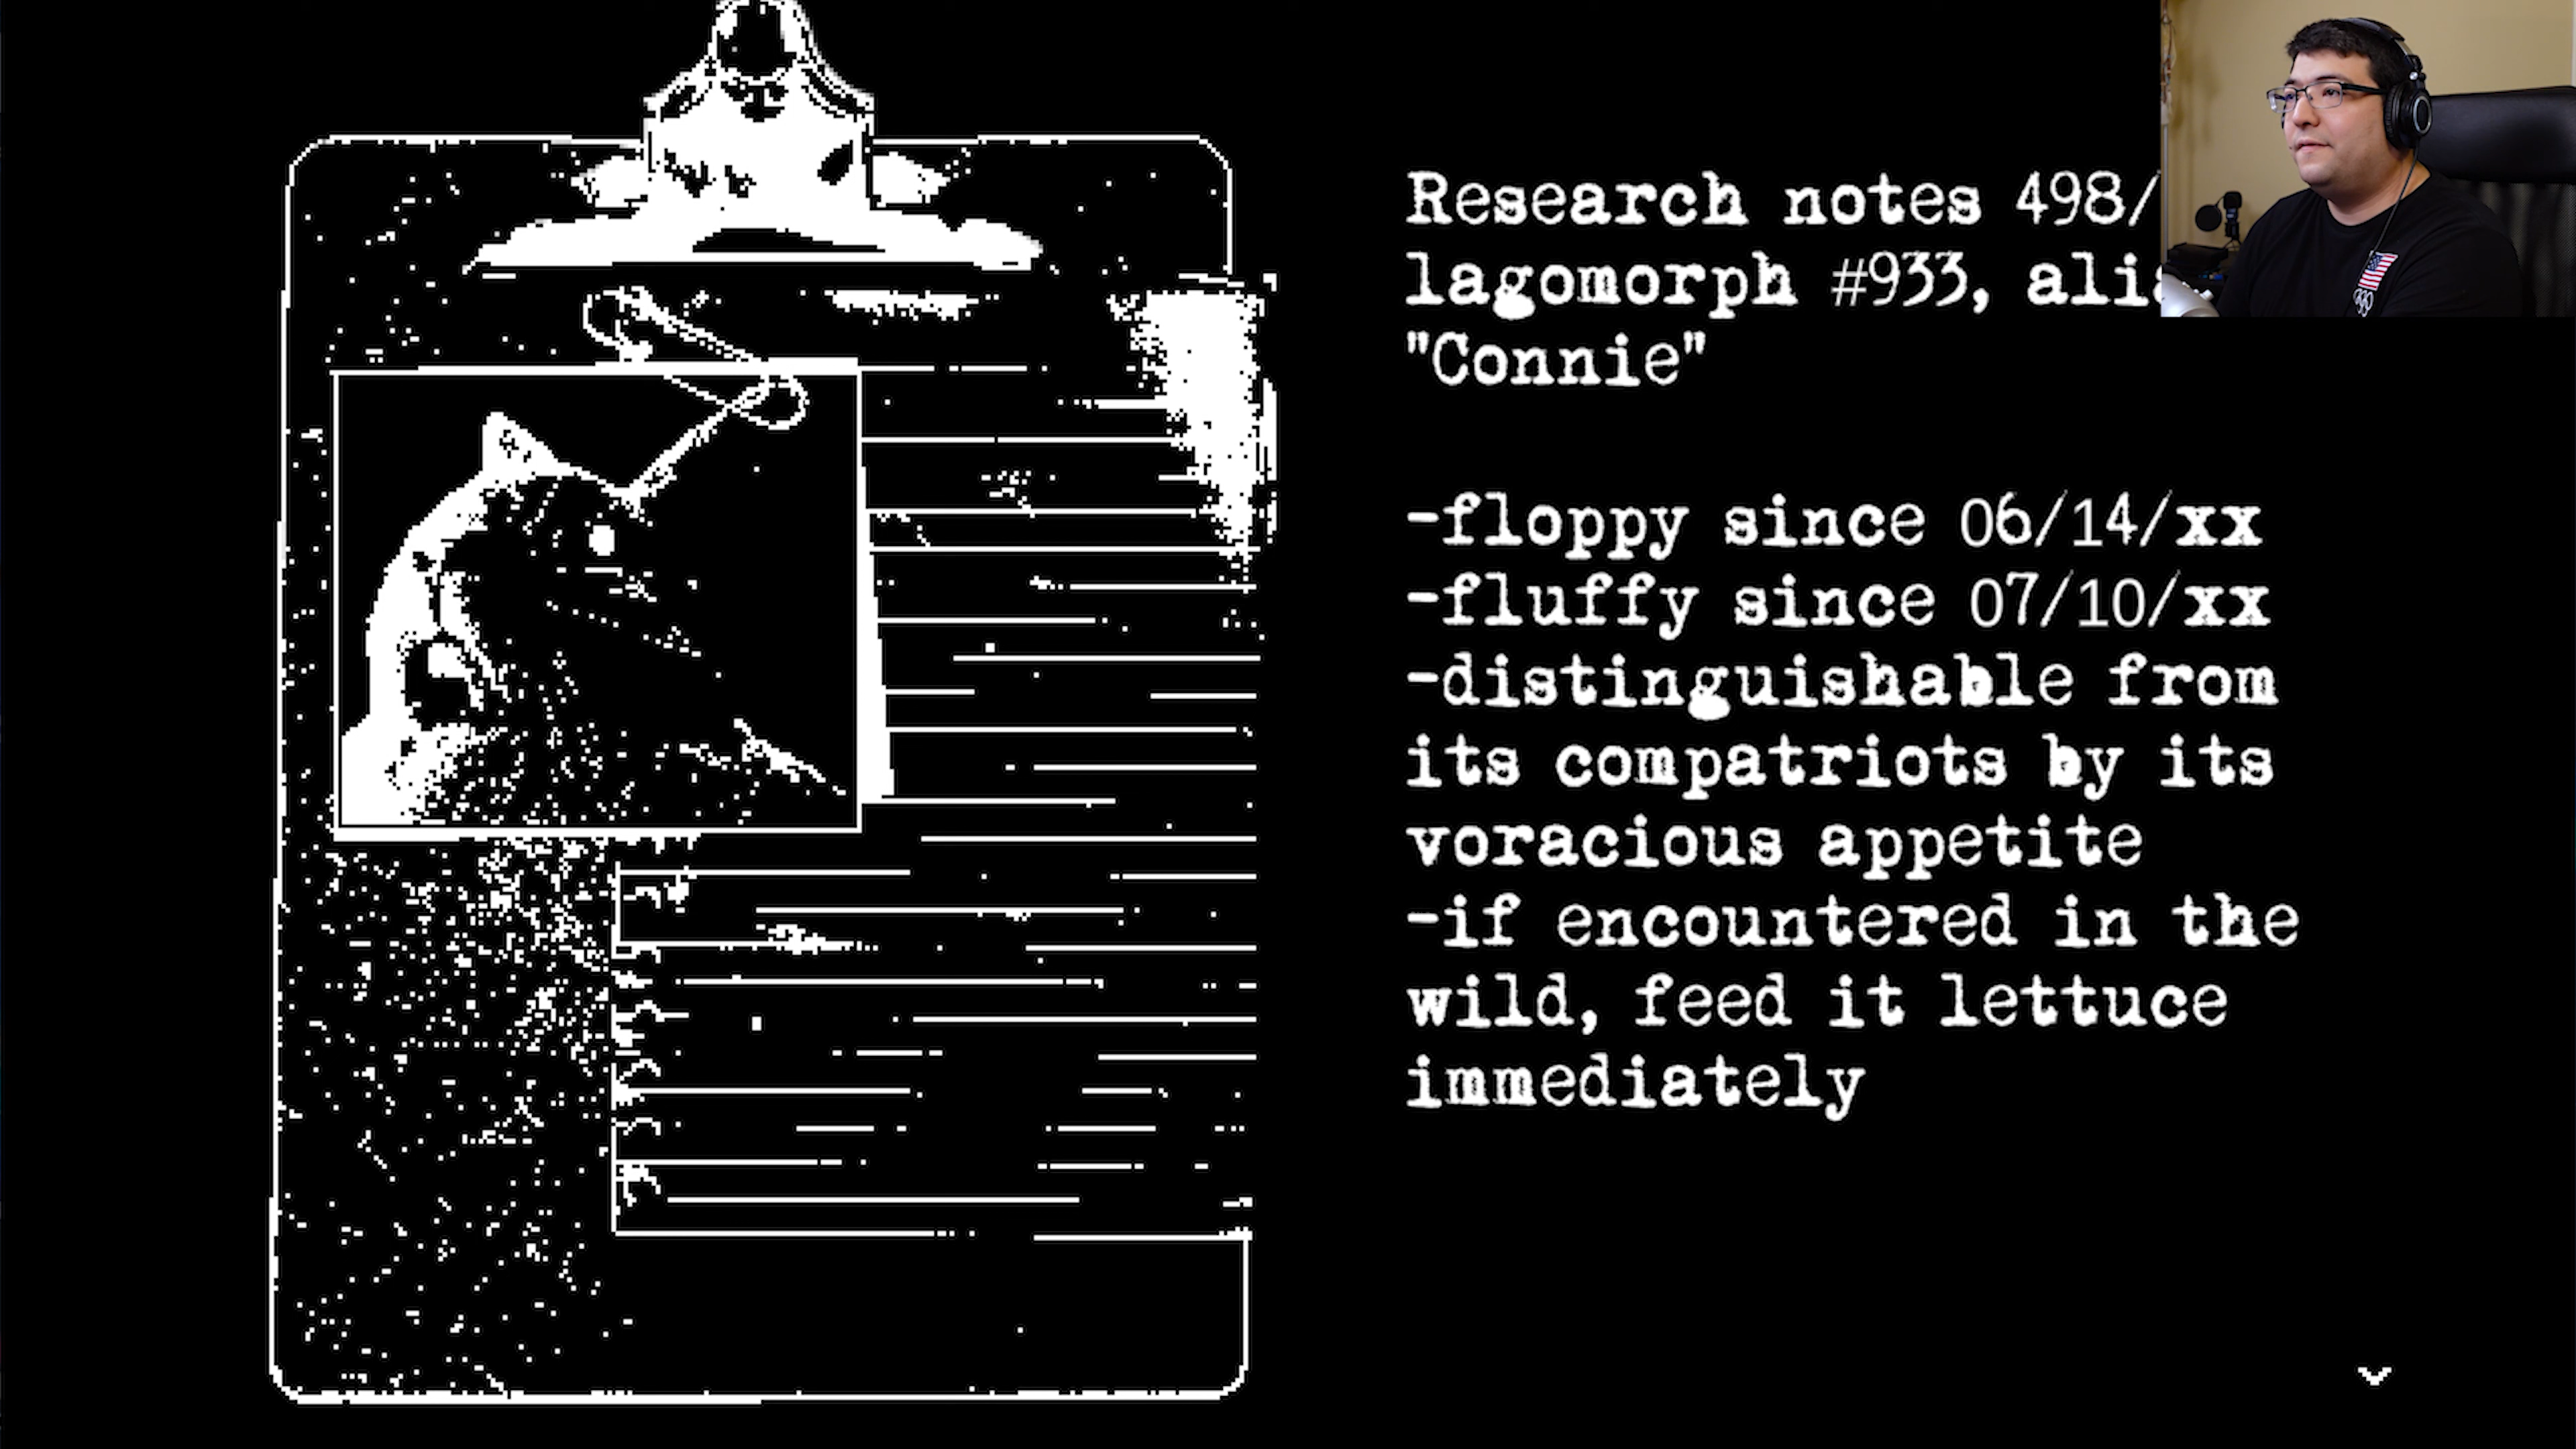 Research notes 498/
lagomorph #933,
"Connie"
-floppy since 06/14/xx
-fluffy since 07/10/xx
-distinguishable from
its compatriots by its
voracious appetite
-if encountered in the
wild, feed it lettuce
immediately